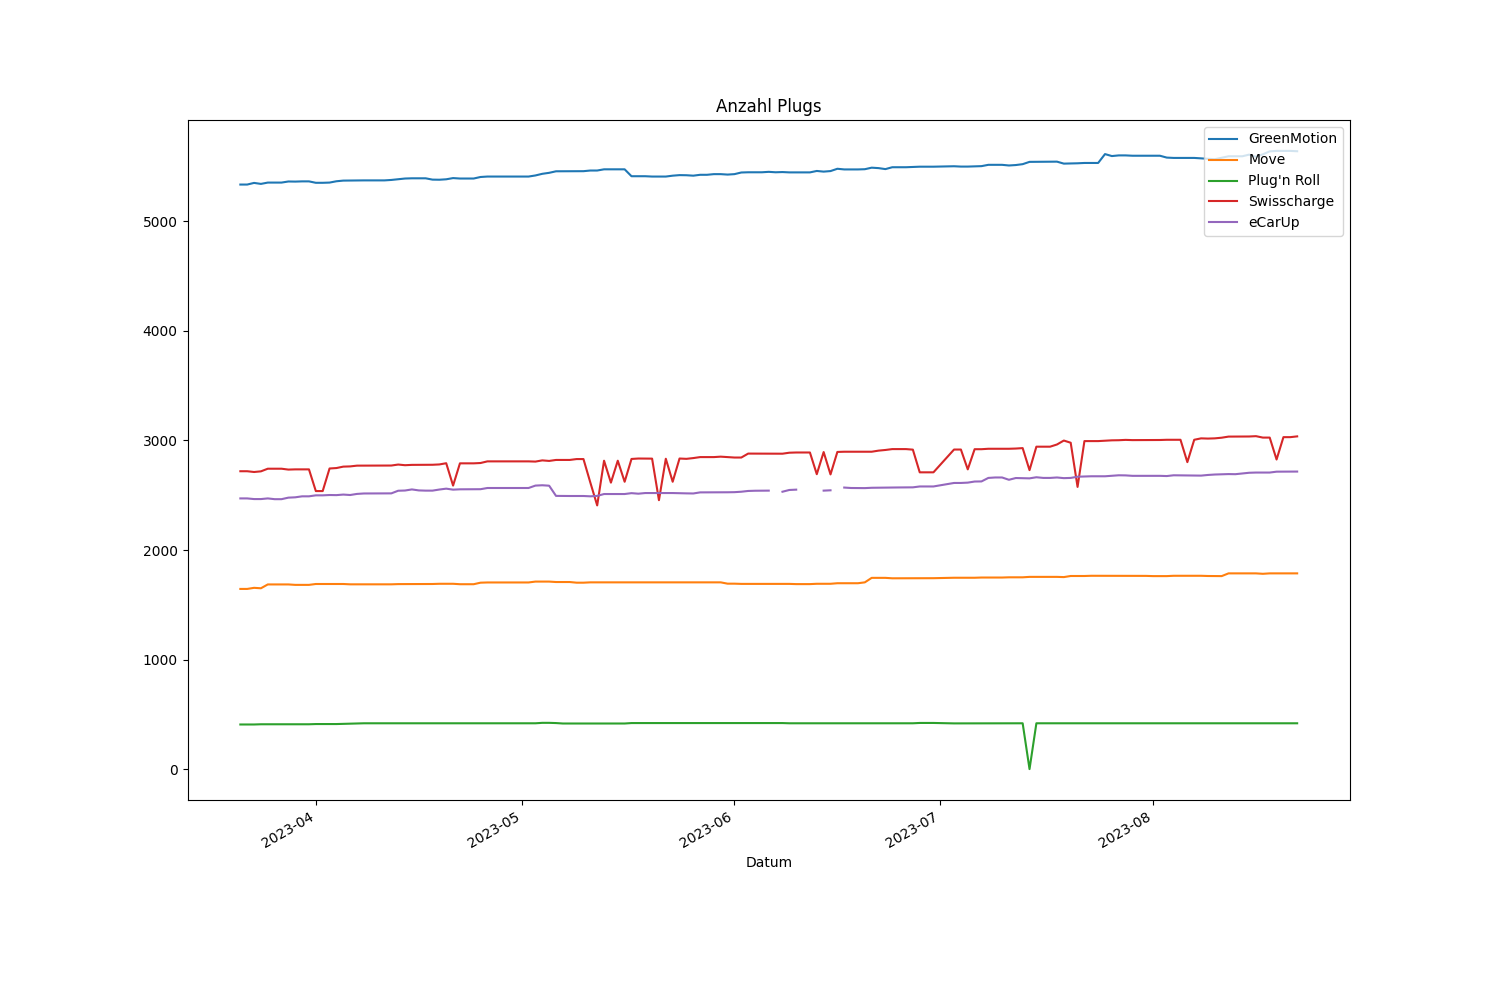 Anzahl Plugs
GreenMotion
Move
Plug'n Roll
Swisscharge
eCarUp
5000
4000
3000
2000
1000
0
2023-04
2023-05
2023-06
2023-07
2023-08
Datum